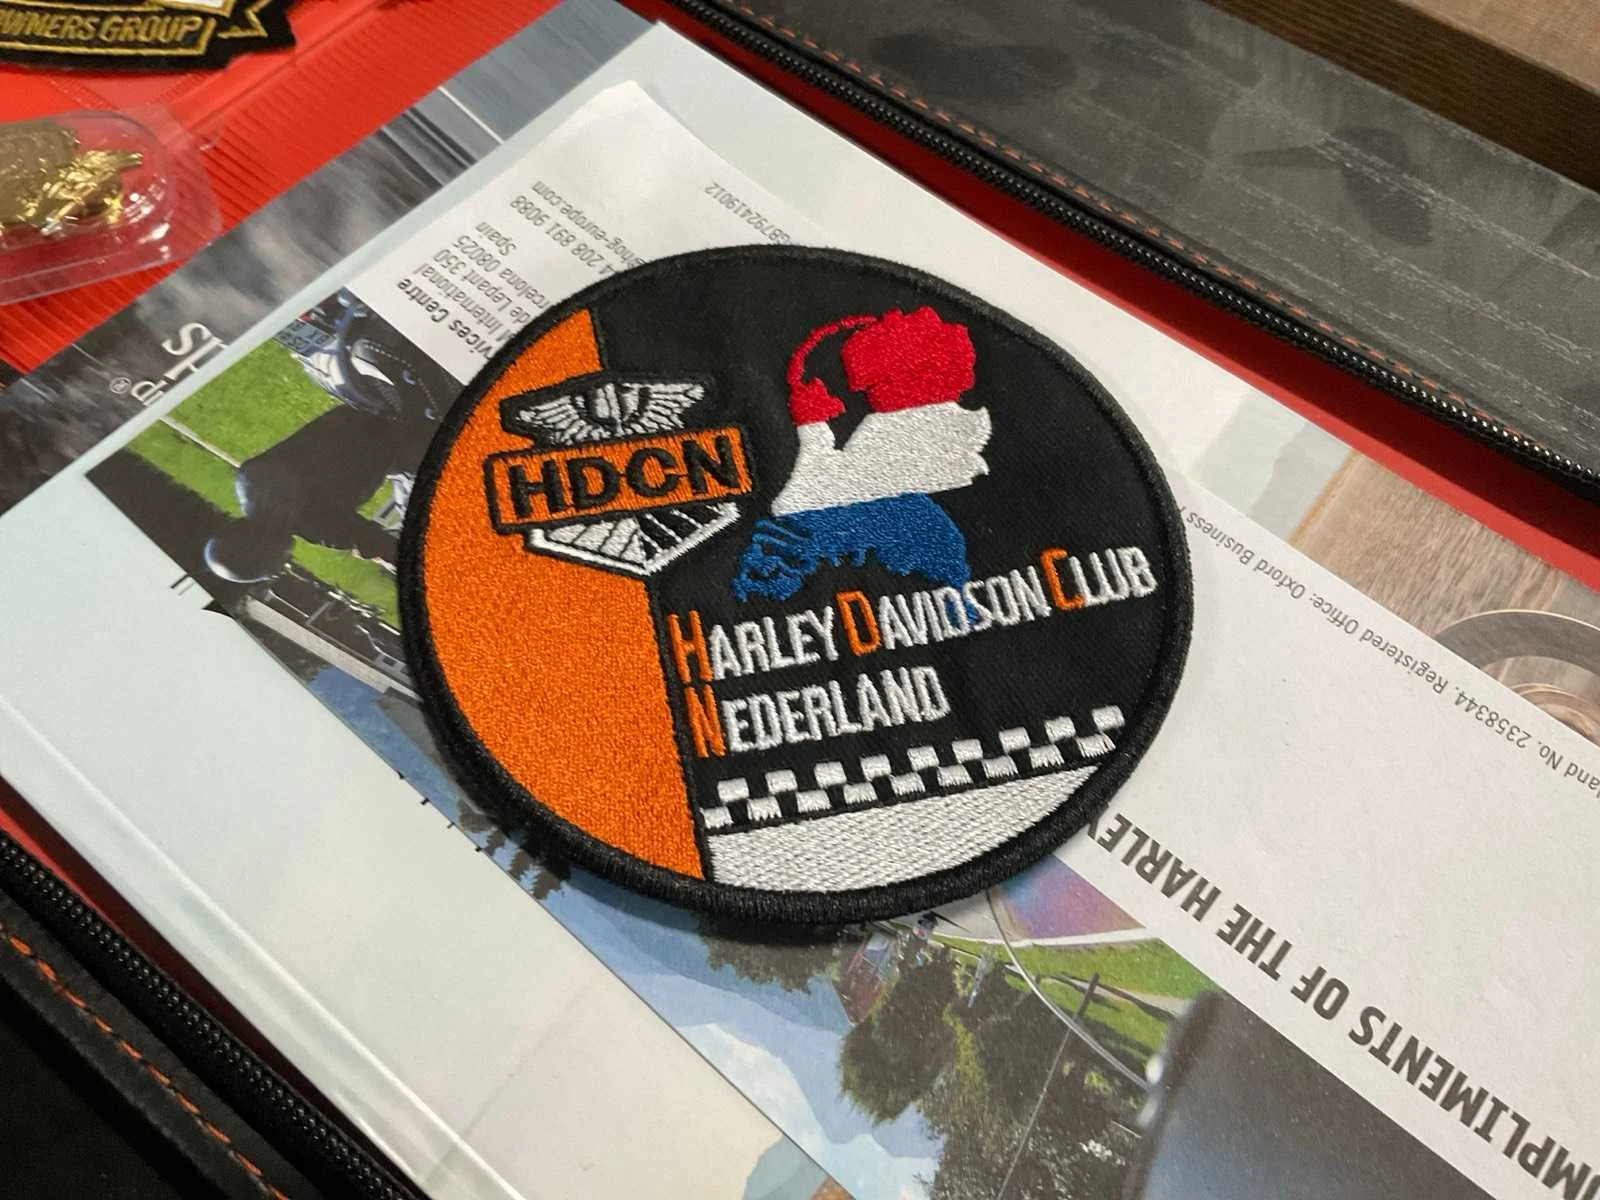 OWNERS GROUP
HDCN
HARLEY DAVIDSON CLUB
NEDERLAND
Services Centre
International
de Lepant 350
Barcelona 08025
Spain
208 891 9088
hog-europe.com
and No. 2358344. Registered Office: Oxford Business
COMPLIMENTS OF THE HARLEY